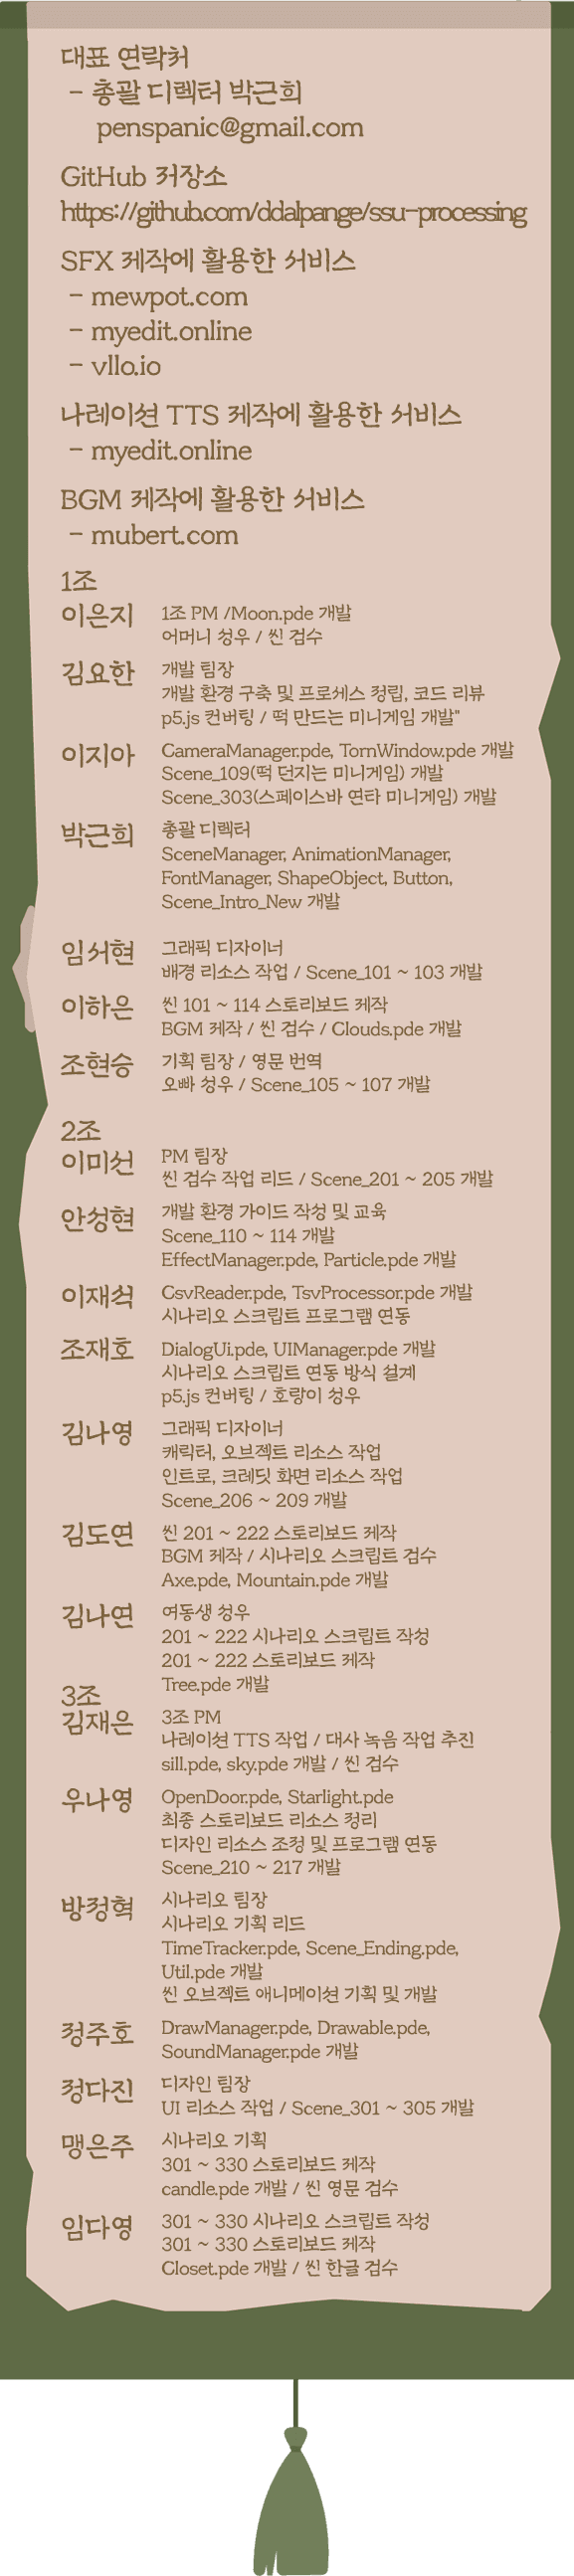 대표 연락처
- 총괄 디렉터 박근희
penspanic@gmail.com
GitHub 저장소
https://github.com/ddalpange/ssu-processing
SFX 제작에 활용한 서비스
- mewpot.com
- myedit.online
- vllo.io
나레이션 TTS 제작에 활용한 서비스
- myedit.online
BGM 제작에 활용한 서비스
- mubert.com
1조
이은지 1조 PM /Moon.pde 개발
어머니 성우 / 씬 검수
김요한 개발 팀장
개발 환경 구축 및 프로세스 정립, 코드 리뷰
p5.js 컨버팅 / 떡 만드는 미니게임 개발"
이지아 CameraManager.pde, TornWindow.pde 개발
Scene_109(떡 던지는 미니게임) 개발
Scene_303(스페이스바 연타 미니게임) 개발
박근희 총괄 디렉터
SceneManager, AnimationManager,
FontManager, ShapeObject, Button,
Scene_Intro_New 개발
임서현 그래픽 디자이너
배경 리소스 작업 / Scene_101 ~ 103 개발
이하은 씬 101 ~ 114 스토리보드 제작
BGM 제작 / 씬 검수 / Clouds.pde 개발
조현승 기획 팀장 / 영문 번역
오빠 성우 / Scene_105 ~ 107 개발
2조
이미선 PM 팀장
씬 검수 작업 리드 / Scene_201 ~ 205 개발
안성현 개발 환경 가이드 작성 및 교육
Scene_110 ~ 114 개발
EffectManager.pde, Particle.pde 개발
이재석 CsvReader.pde, TsvProcessor.pde 개발
시나리오 스크립트 프로그램 연동
조재호 DialogUi.pde, UIManager.pde 개발
시나리오 스크립트 연동 방식 설계
p5.js 컨버팅 / 호랑이 성우
김나영 그래픽 디자이너
캐릭터, 오브젝트 리소스 작업
인트로, 크레딧 화면 리소스 작업
Scene_206 ~ 209 개발
김도연 씬 201 ~ 222 스토리보드 제작
BGM 제작 / 시나리오 스크립트 검수
Axe.pde, Mountain.pde 개발
김나연 여동생 성우
201 ~ 222 시나리오 스크립트 작성
201 ~ 222 스토리보드 제작
Tree.pde 개발
3조
김재은 3조 PM
나레이션 TTS 작업 / 대사 녹음 작업 추진
sill.pde, sky.pde 개발 / 씬 검수
우나영 OpenDoor.pde, Starlight.pde
최종 스토리보드 리소스 정리
디자인 리소스 조정 및 프로그램 연동
Scene_210 ~ 217 개발
방정혁 시나리오 팀장
시나리오 기획 리드
TimeTracker.pde, Scene_Ending.pde,
Util.pde 개발
씬 오브젝트 애니메이션 기획 및 개발
정주호 DrawManager.pde, Drawable.pde,
SoundManager.pde 개발
정다진 디자인 팀장
UI 리소스 작업 / Scene_301 ~ 305 개발
맹은주 시나리오 기획
301 ~ 330 스토리보드 제작
candle.pde 개발 / 씬 영문 검수
임다영 301 ~ 330 시나리오 스크립트 작성
301 ~ 330 스토리보드 제작
Closet.pde 개발 / 씬 한글 검수